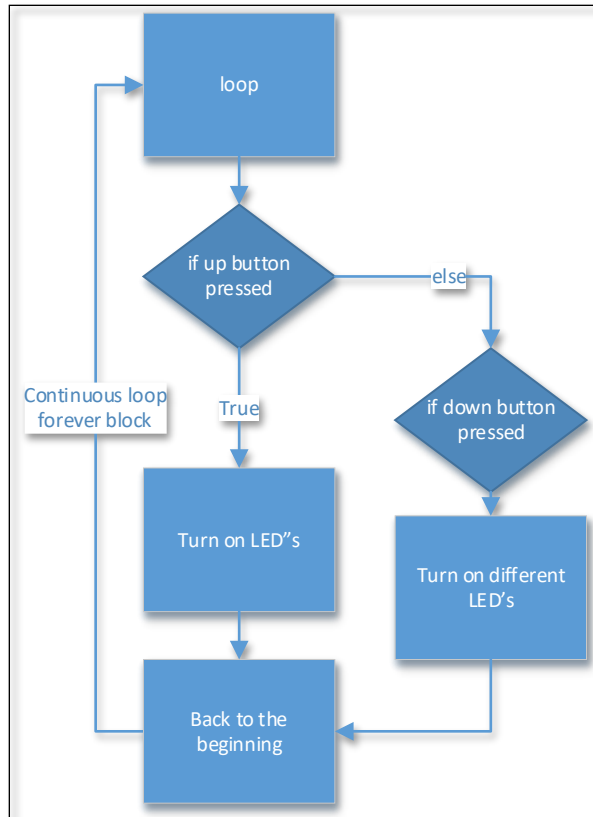 loop
if up button
pressed
else
Continuous loop
forever block
True
if down button
pressed
Turn on LED”s
Turn on different
LED’s
Back to the
beginning